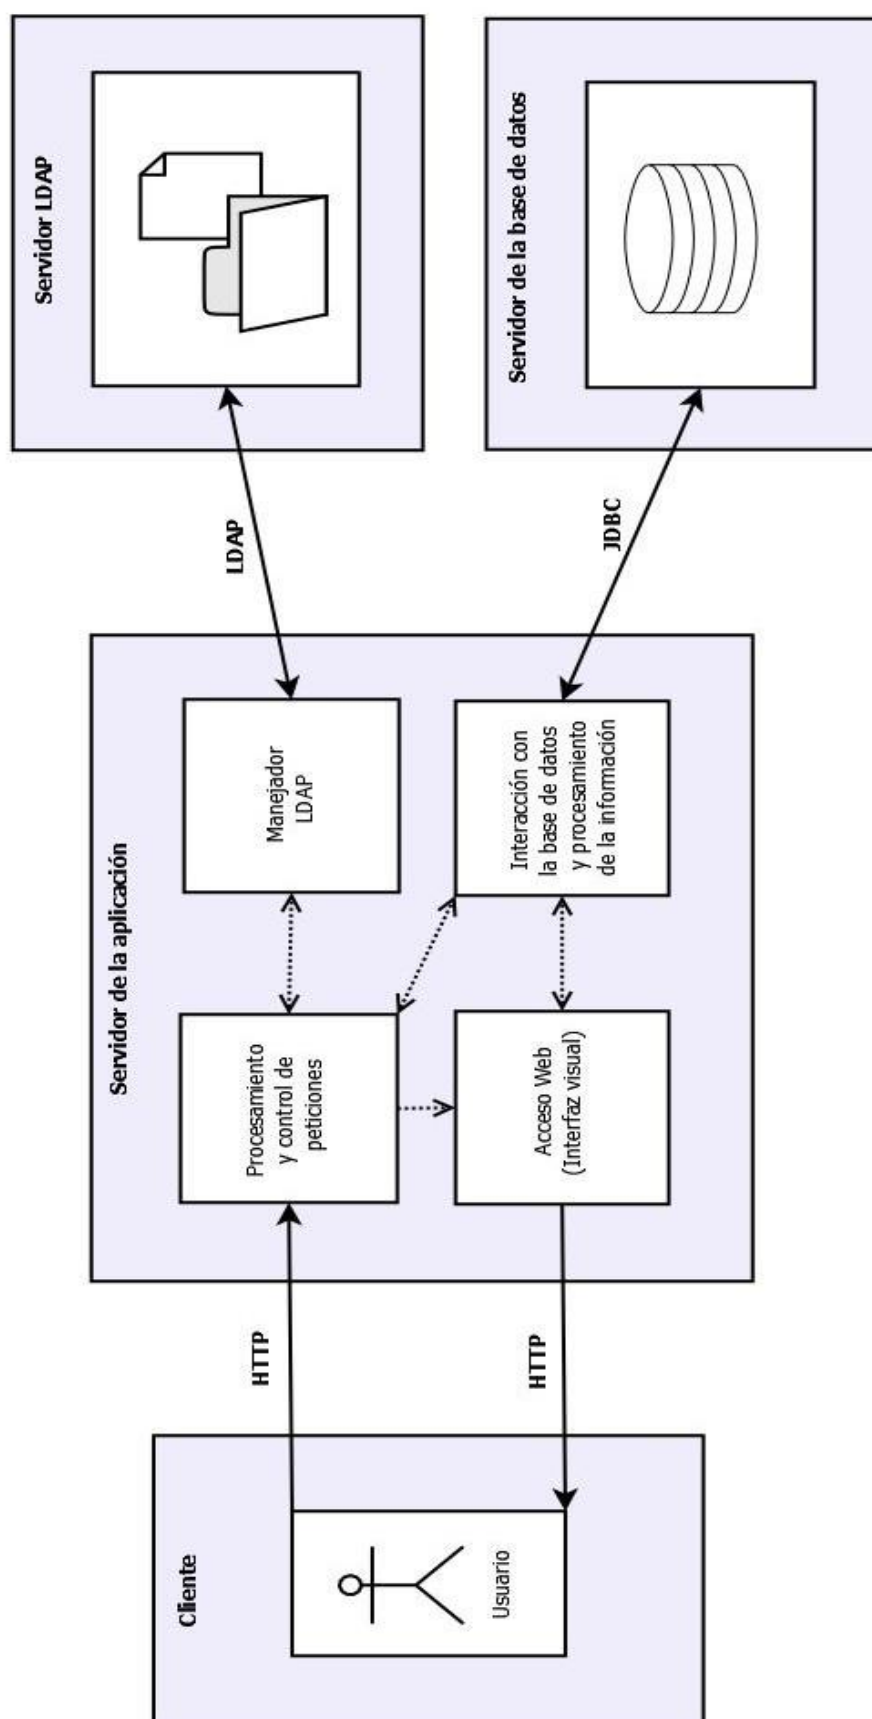 Cliente
Usuario
HTTP
HTTP
Servidor de la aplicación
Procesamiento
y control de
peticiones
Manejador
LDAP
Acceso Web
(Interfaz visual)
Interacción con
la base de datos
y procesamiento
de la información
LDAP
JDBC
Servidor LDAP
Servidor de la base de datos